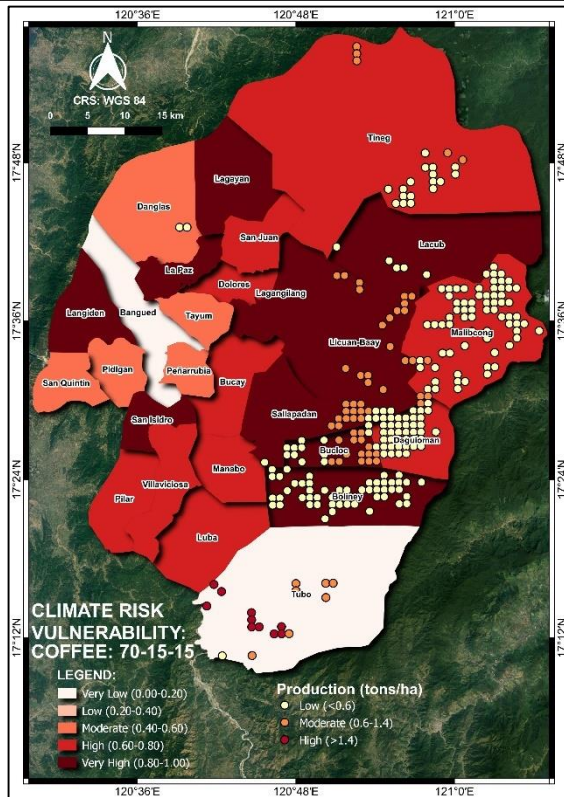 120°36'E 120°48'E 121°0'E
N
CRS: WGS 84
0 5 10 15 km
17°48'N 17°48'N
Tineg
Lagayan
Danglas
San Juan
Lacub
La Paz
Dolores
Lagangilang
Langiden
Bangued
Tayum
17°36'N 17°36'N
Malibcong
Licuan-Baay
San Quintin
Pidigan
Peñarrubia
Bucay
Sallapadan
San Isidro
Daguioman
Bucloc
17°24'N 17°24'N
Manabo
Villaviciosa
Pilar
Boliney
Luba
Tubo
17°12'N 17°12'N
CLIMATE RISK
VULNERABILITY:
COFFEE: 70-15-15
LEGEND:
Very Low (0.00-0.20)
Low (0.20-0.40)
Moderate (0.40-0.60)
High (0.60-0.80)
Very High (0.80-1.00)
Production (tons/ha)
Low (<0.6)
Moderate (0.6-1.4)
High (>1.4)
120°36'E 120°48'E 121°0'E